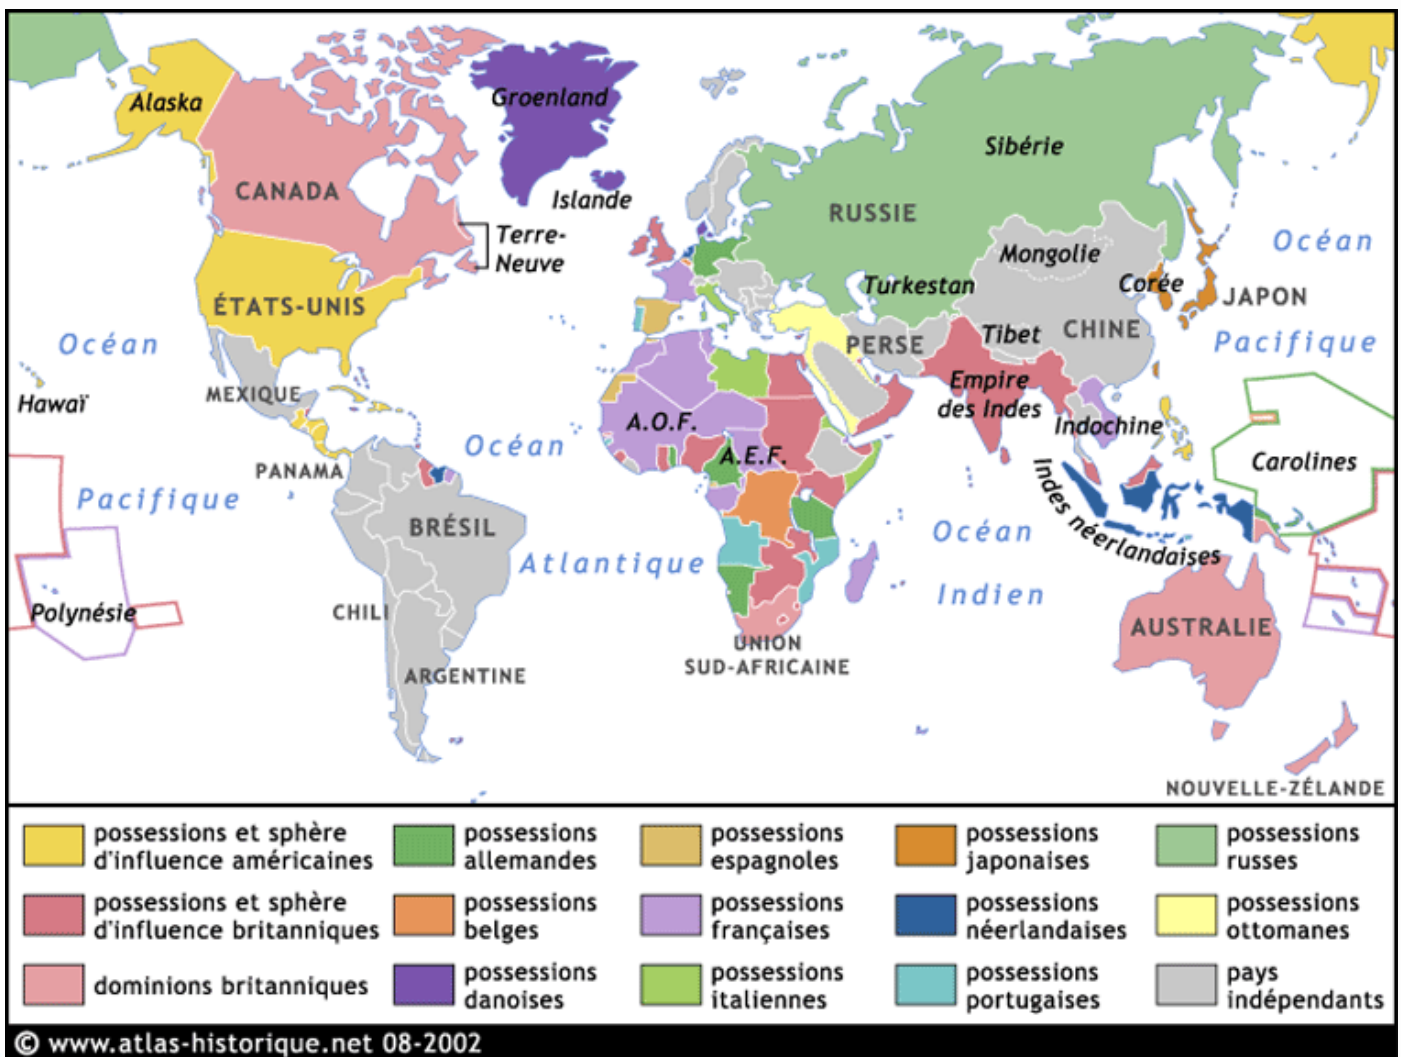 Alaska
Groenland
Sibérie
CANADA
Islande
RUSSIE
Terre-
Neuve
Océan
Mongolie
Turkestan
Corée
JAPON
ÉTATS-UNIS
Océan
Tibet
CHINE
Pacifique
PERSE
MEXIQUE
Hawaï
Empire
des Indes
A.O.F.
Indochine
Océan
A.E.F.
Carolines
PANAMA
Pacifique
BRÉSIL
Indes néerlandaises
Océan
Atlantique
Indien
Polynésie
CHILI
AUSTRALIE
UNION
SUD-AFRICAINE
ARGENTINE
NOUVELLE-ZÉLANDE
possessions et sphère
d'influence américaines
possessions et sphère
d'influence britanniques
dominions britanniques
possessions
allemandes
possessions
belges
possessions
danoises
possessions
espagnoles
possessions
françaises
possessions
italiennes
possessions
japonaises
possessions
néerlandaises
possessions
portugaises
possessions
russes
possessions
ottomanes
pays
indépendants
© www.atlas-historique.net 08-2002